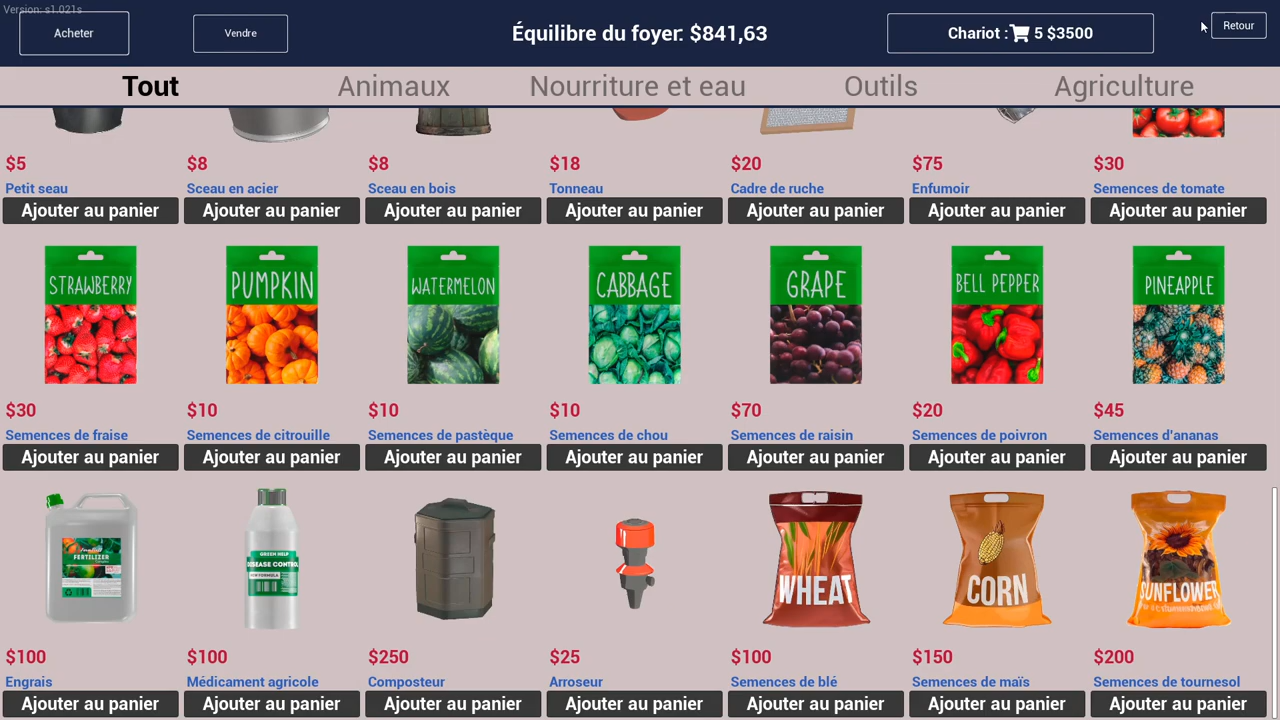 Version: s1.021s
Acheter
Vendre
Équilibre du foyer: $841,63
Chariot : 5 $3500
Retour
Tout
Animaux
Nourriture et eau
Outils
Agriculture
$5
$8
$8
$18
$20
$75
$30
Petit seau
Sceau en acier
Sceau en bois
Tonneau
Cadre de ruche
Enfumoir
Semences de tomate
Ajouter au panier
Ajouter au panier
Ajouter au panier
Ajouter au panier
Ajouter au panier
Ajouter au panier
Ajouter au panier
STRAWBERRY
PUMPKIN
WATERMELON
CABBAGE
GRAPE
BELL PEPPER
PINEAPPLE
$30
$10
$10
$10
$70
$20
$45
Semences de fraise
Semences de citrouille
Semences de pastèque
Semences de chou
Semences de raisin
Semences de poivron
Semences d'ananas
Ajouter au panier
Ajouter au panier
Ajouter au panier
Ajouter au panier
Ajouter au panier
Ajouter au panier
Ajouter au panier
FERTILIZER
GREEN HELP
DISEASE CONTROL
NEW FORMULA
WHEAT
CORN
SUNFLOWER
$100
$100
$250
$25
$100
$150
$200
Engrais
Médicament agricole
Composteur
Arroseur
Semences de blé
Semences de maïs
Semences de tournesol
Ajouter au panier
Ajouter au panier
Ajouter au panier
Ajouter au panier
Ajouter au panier
Ajouter au panier
Ajouter au panier